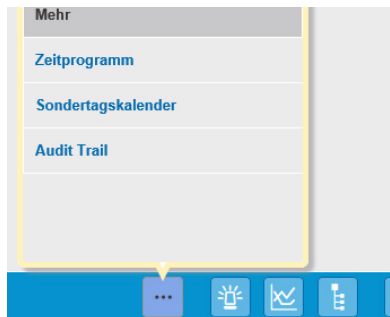 Mehr
Zeitprogramm
Sondertagskalender
Audit Trail
...